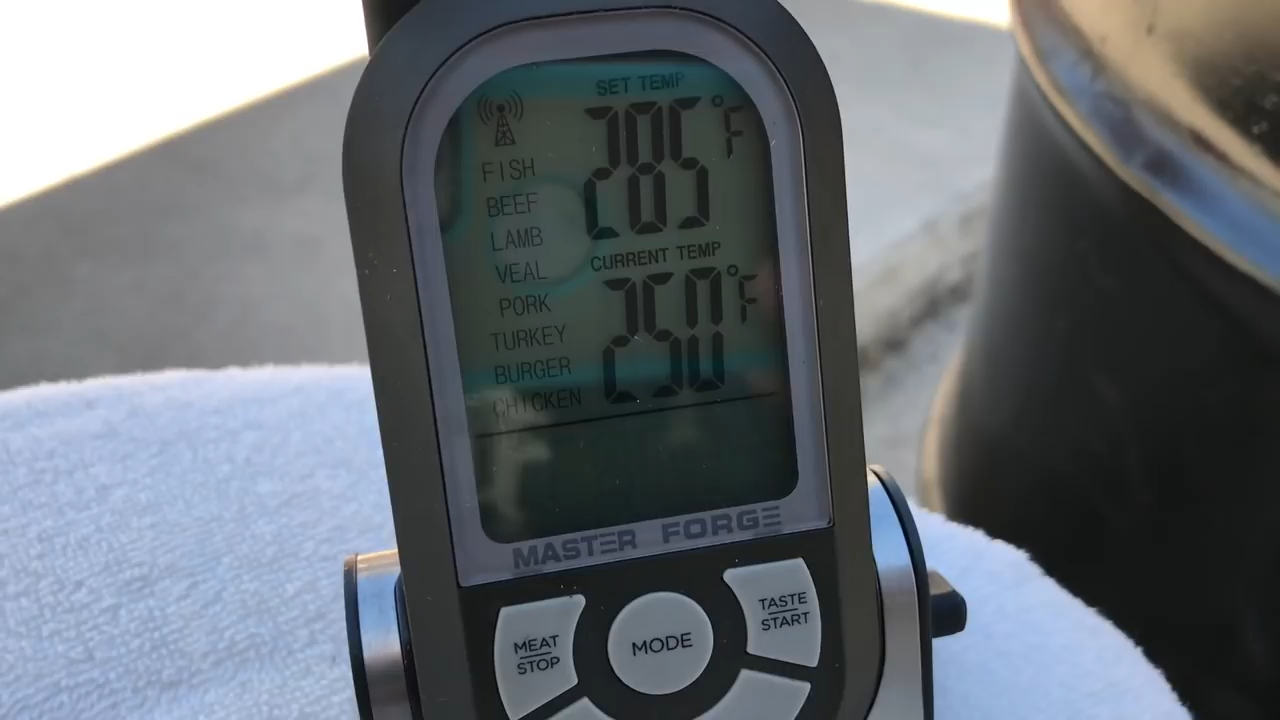 SET TEMP
205°F
FISH
BEEF
LAMB
VEAL
PORK
TURKEY
BURGER
CHICKEN
CURRENT TEMP
250°F
MASTER FORGE
MEAT
STOP
MODE
TASTE
START